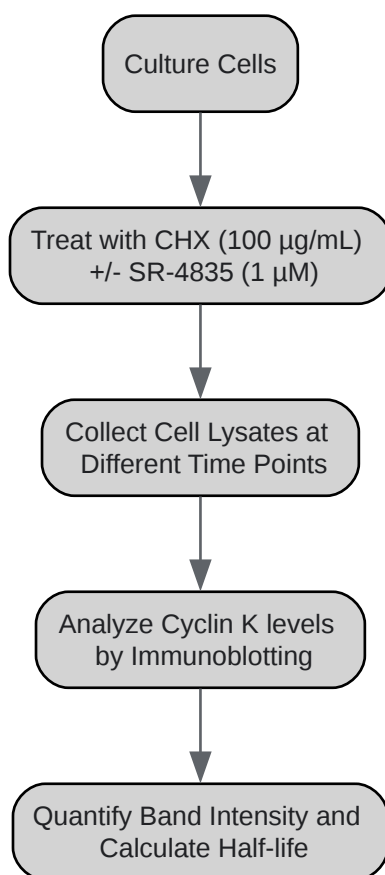 Culture Cells
Treat with CHX (100 µg/mL)
+/- SR-4835 (1 µM)
Collect Cell Lysates at
Different Time Points
Analyze Cyclin K levels
by Immunoblotting
Quantify Band Intensity and
Calculate Half-life